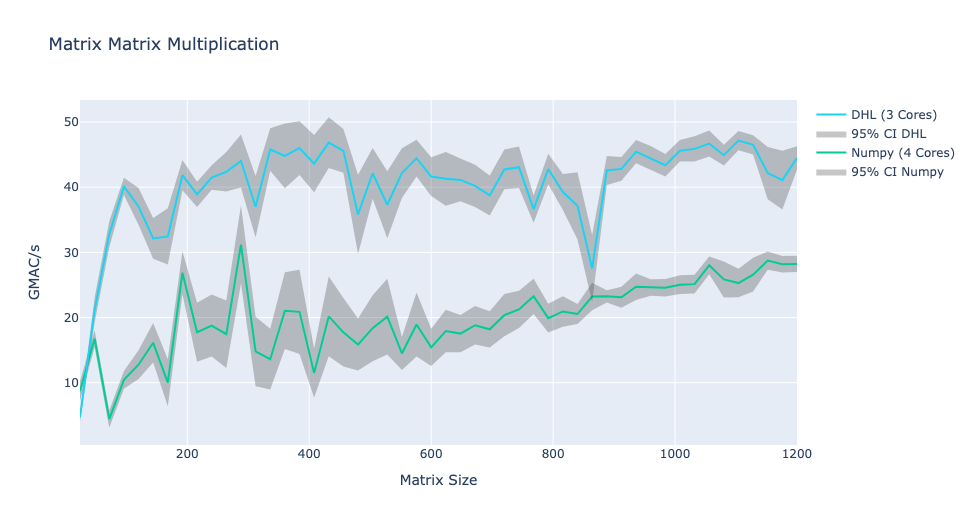 Matrix Matrix Multiplication
DHL (3 Cores)
95% CI DHL
Numpy (4 Cores)
95% CI Numpy
50
40
30
20
10
GMAC/s
200 400 600 800 1000 1200
Matrix Size